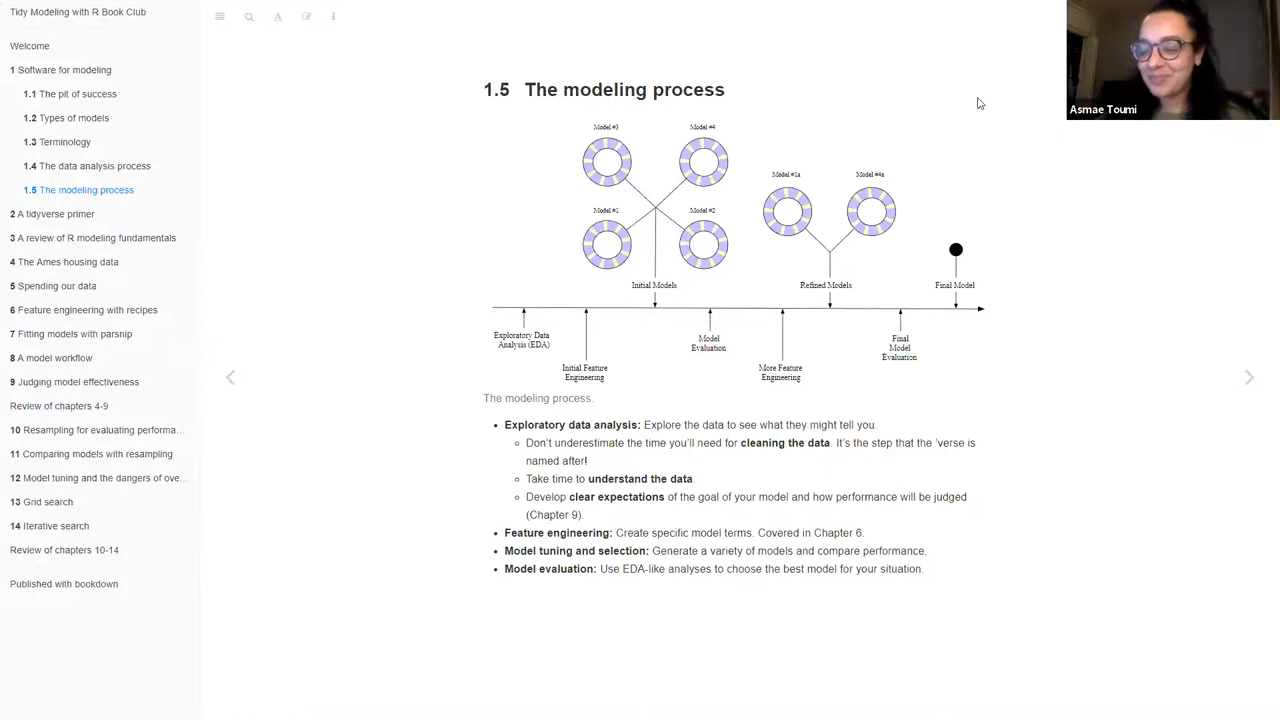 Tidy Modeling with R Book Club
Welcome
1 Software for modeling
1.1 The pit of success
1.2 Types of models
1.3 Terminology
1.4 The data analysis process
1.5 The modeling process
2 A tidyverse primer
3 A review of R modeling fundamentals
4 The Ames housing data
5 Spending our data
6 Feature engineering with recipes
7 Fitting models with parsnip
8 A model workflow
9 Judging model effectiveness
Review of chapters 4-9
10 Resampling for evaluating performa…
11 Comparing models with resampling
12 Model tuning and the dangers of ove…
13 Grid search
14 Iterative search
Review of chapters 10-14
Published with bookdown
1.5 The modeling process
Model #3
Model #4
Model #1
Model #2
Model #1a
Model #4a
Initial Models
Refined Models
Final Model
Exploratory Data
Analysis (EDA)
Initial Feature
Engineering
Model
Evaluation
More Feature
Engineering
Final
Model
Evaluation
The modeling process.
• Exploratory data analysis: Explore the data to see what they might tell you.
◦ Don't underestimate the time you'll need for cleaning the data. It's the step that the 'verse is
named after!
◦ Take time to understand the data.
◦ Develop clear expectations of the goal of your model and how performance will be judged
(Chapter 9).
• Feature engineering: Create specific model terms. Covered in Chapter 6.
• Model tuning and selection: Generate a variety of models and compare performance.
• Model evaluation: Use EDA-like analyses to choose the best model for your situation.
Asmae Toumi